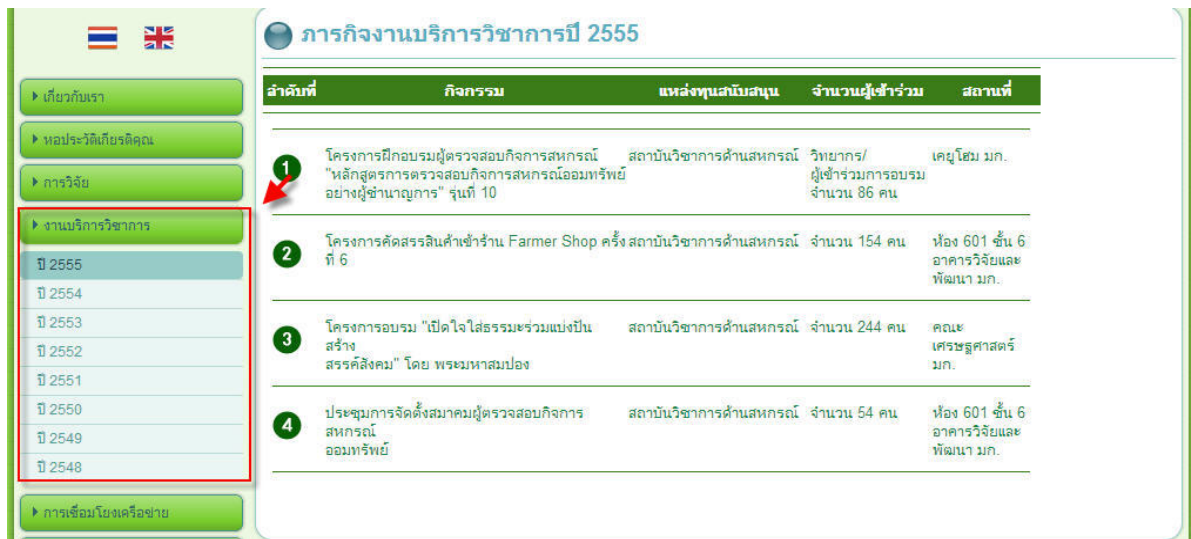 ภารกิจงานบริการวิชาการปี 2555
เกี่ยวกับเรา
หอประวัติเกียรติคุณ
การวิจัย
งานบริการวิชาการ
ปี 2555
ปี 2554
ปี 2553
ปี 2552
ปี 2551
ปี 2550
ปี 2549
ปี 2548
การเชื่อมโยงเครือข่าย
ลำดับที่ กิจกรรม แหล่งทุนสนับสนุน จำนวนผู้เข้าร่วม สถานที่
1 โครงการฝึกอบรมผู้ตรวจสอบกิจการสหกรณ์ สถาบันวิชาการด้านสหกรณ์ วิทยากร/ เคยูโฮม มก.
"หลักสูตรการตรวจสอบกิจการสหกรณ์ออมทรัพย์ ผู้เข้าร่วมการอบรม
อย่างผู้ชำนาญการ" รุ่นที่ 10 จำนวน 86 คน
2 โครงการคัดสรรสินค้าเข้าร้าน Farmer Shop ครั้ง สถาบันวิชาการด้านสหกรณ์ จำนวน 154 คน ห้อง 601 ชั้น 6
ที่ 6 อาคารวิจัยและ
พัฒนา มก.
3 โครงการอบรม "เปิดใจใส่ธรรมะร่วมแบ่งปัน สถาบันวิชาการด้านสหกรณ์ จำนวน 244 คน คณะ
สร้าง เศรษฐศาสตร์
สรรค์สังคม" โดย พระมหาสมปอง มก.
4 ประชุมการจัดตั้งสมาคมผู้ตรวจสอบกิจการ สถาบันวิชาการด้านสหกรณ์ จำนวน 54 คน ห้อง 601 ชั้น 6
สหกรณ์ อาคารวิจัยและ
ออมทรัพย์ พัฒนา มก.